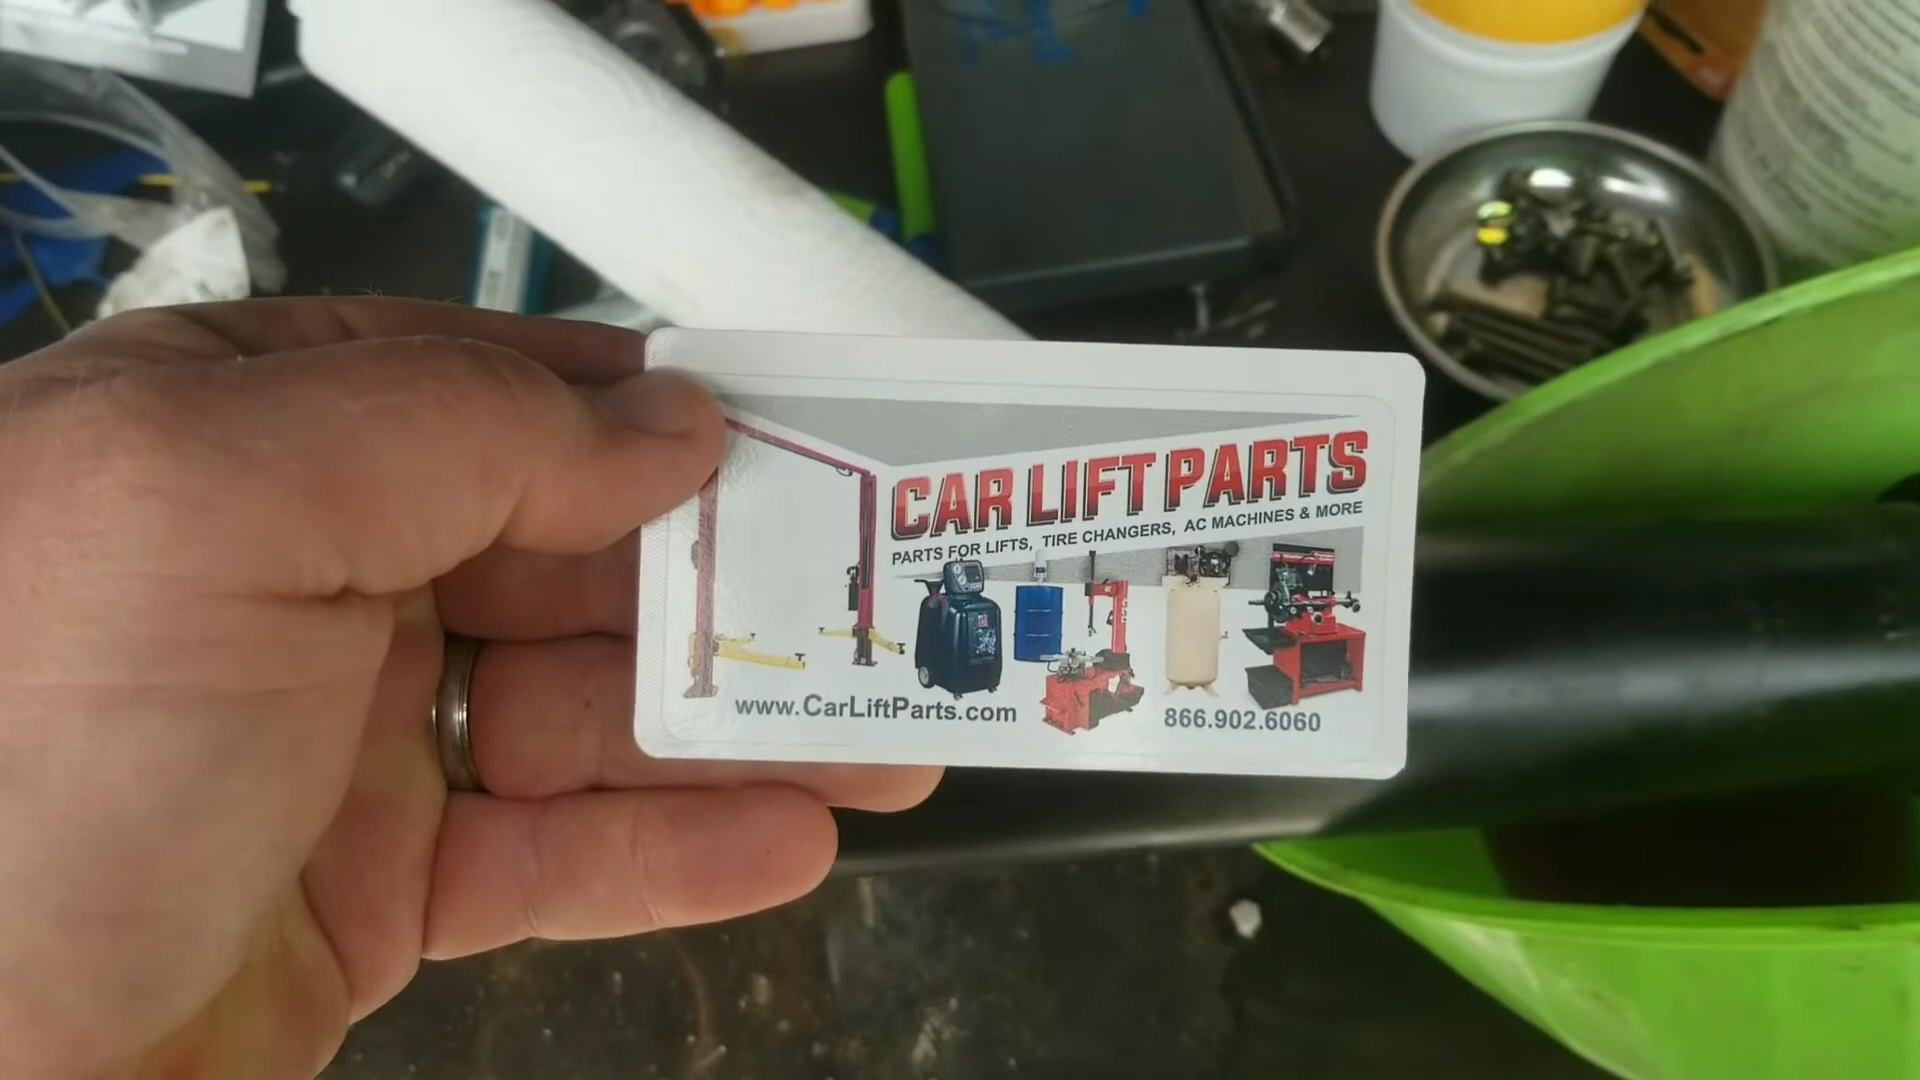 CAR LIFT PARTS
PARTS FOR LIFTS, TIRE CHANGERS, AC MACHINES & MORE
www.CarLiftParts.com
866.902.6060